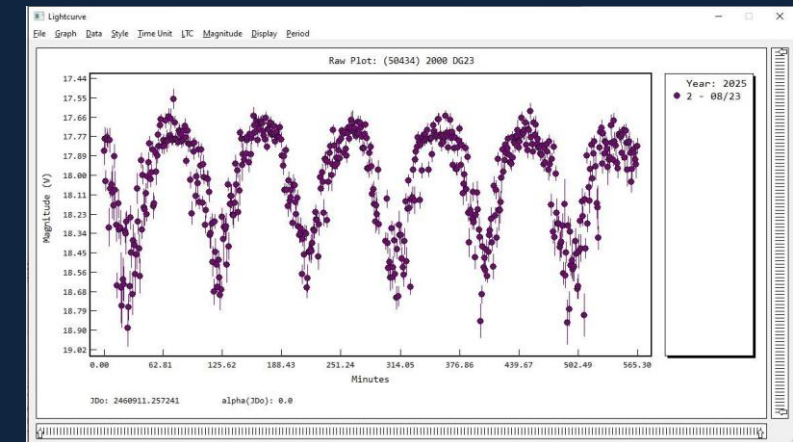 Lightcurve
File Graph Data Style Time Unit LTC Magnitude Display Period
Raw Plot: (50434) 2000 DG23
Year: 2025
2 - 08/23
Magnitude (V)
17.44
17.55
17.66
17.77
17.89
18.00
18.11
18.23
18.34
18.45
18.56
18.68
18.79
18.90
19.02
0.00 62.81 125.62 188.43 251.24 314.05 376.86 439.67 502.49 565.30
Minutes
JDo: 2460911.257241 alpha(JDo): 0.0